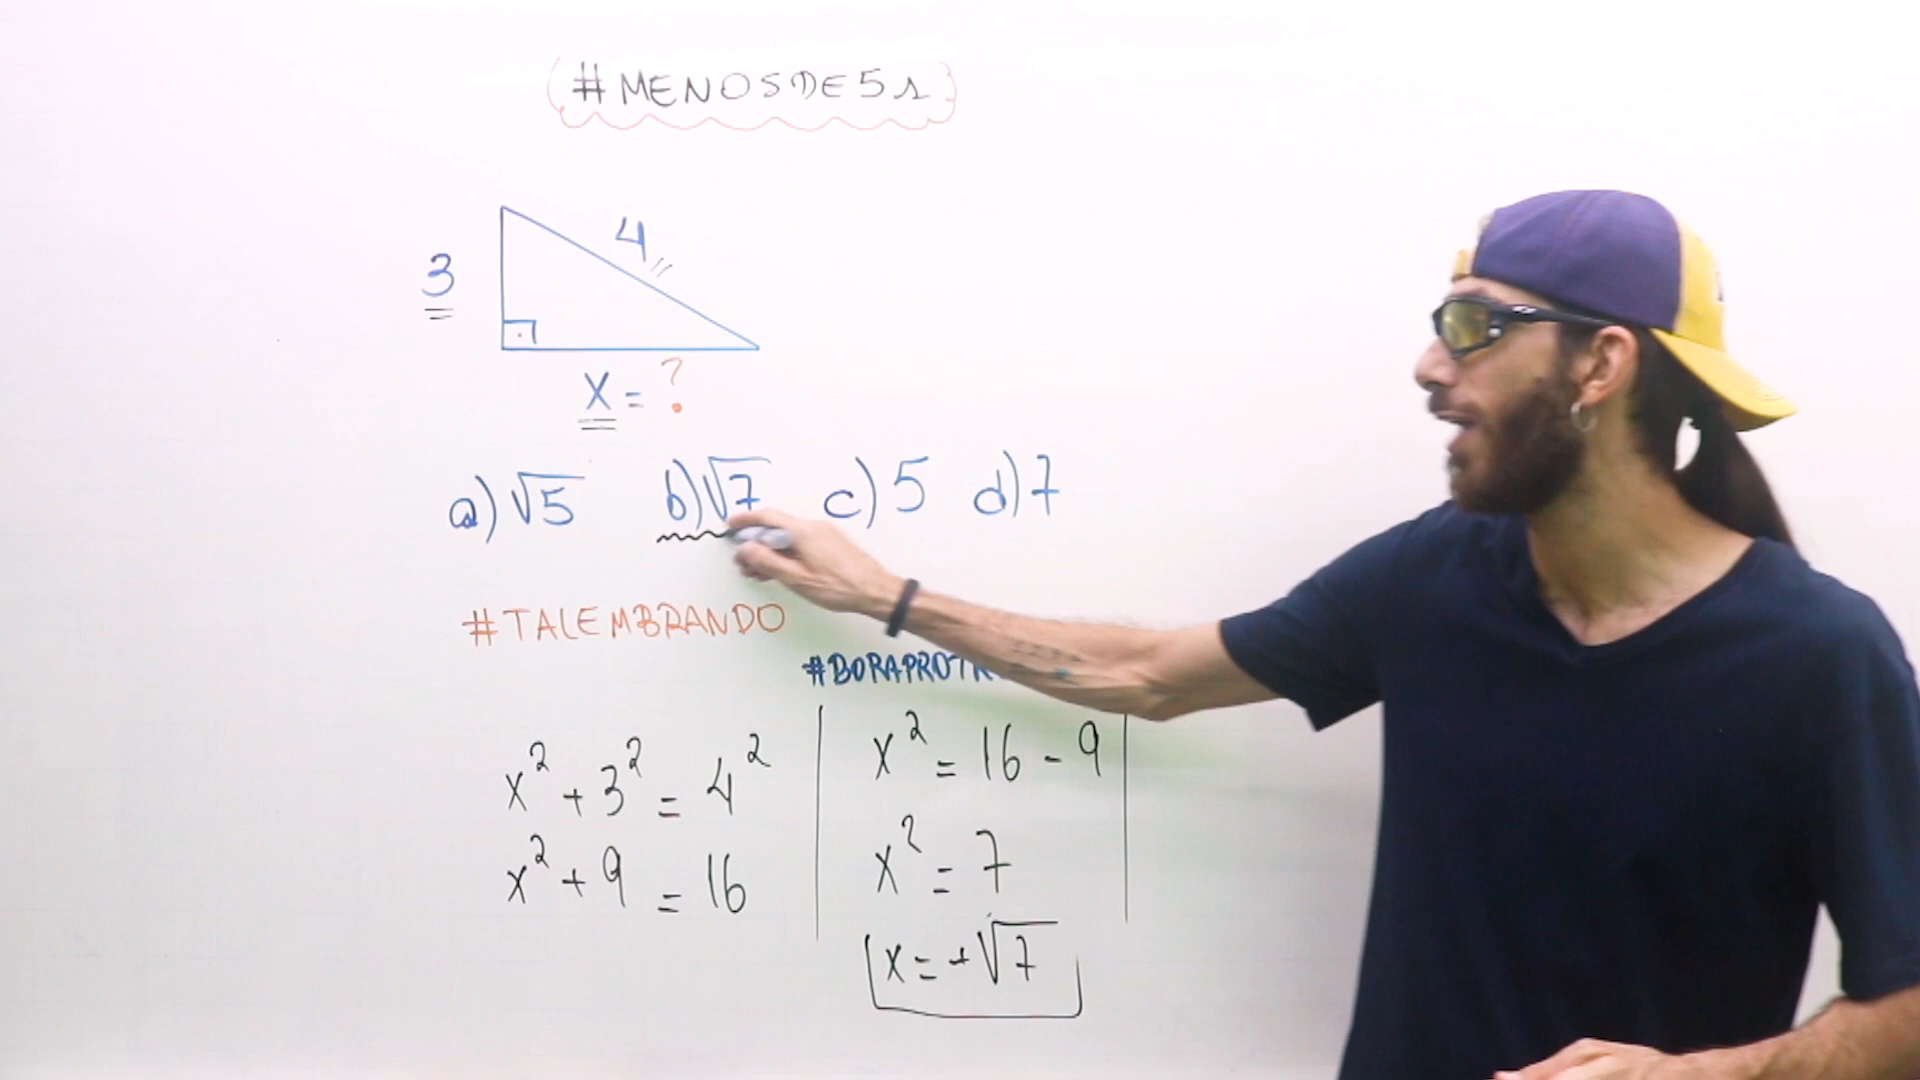 #MENOSDE5s
4
3
x = ?
a) √5 b) √7 c) 5 d) 7
#TALEMBRANDO
x² + 3² = 4²
x² + 9 = 16
x² = 16 - 9
x² = 7
x = +√7